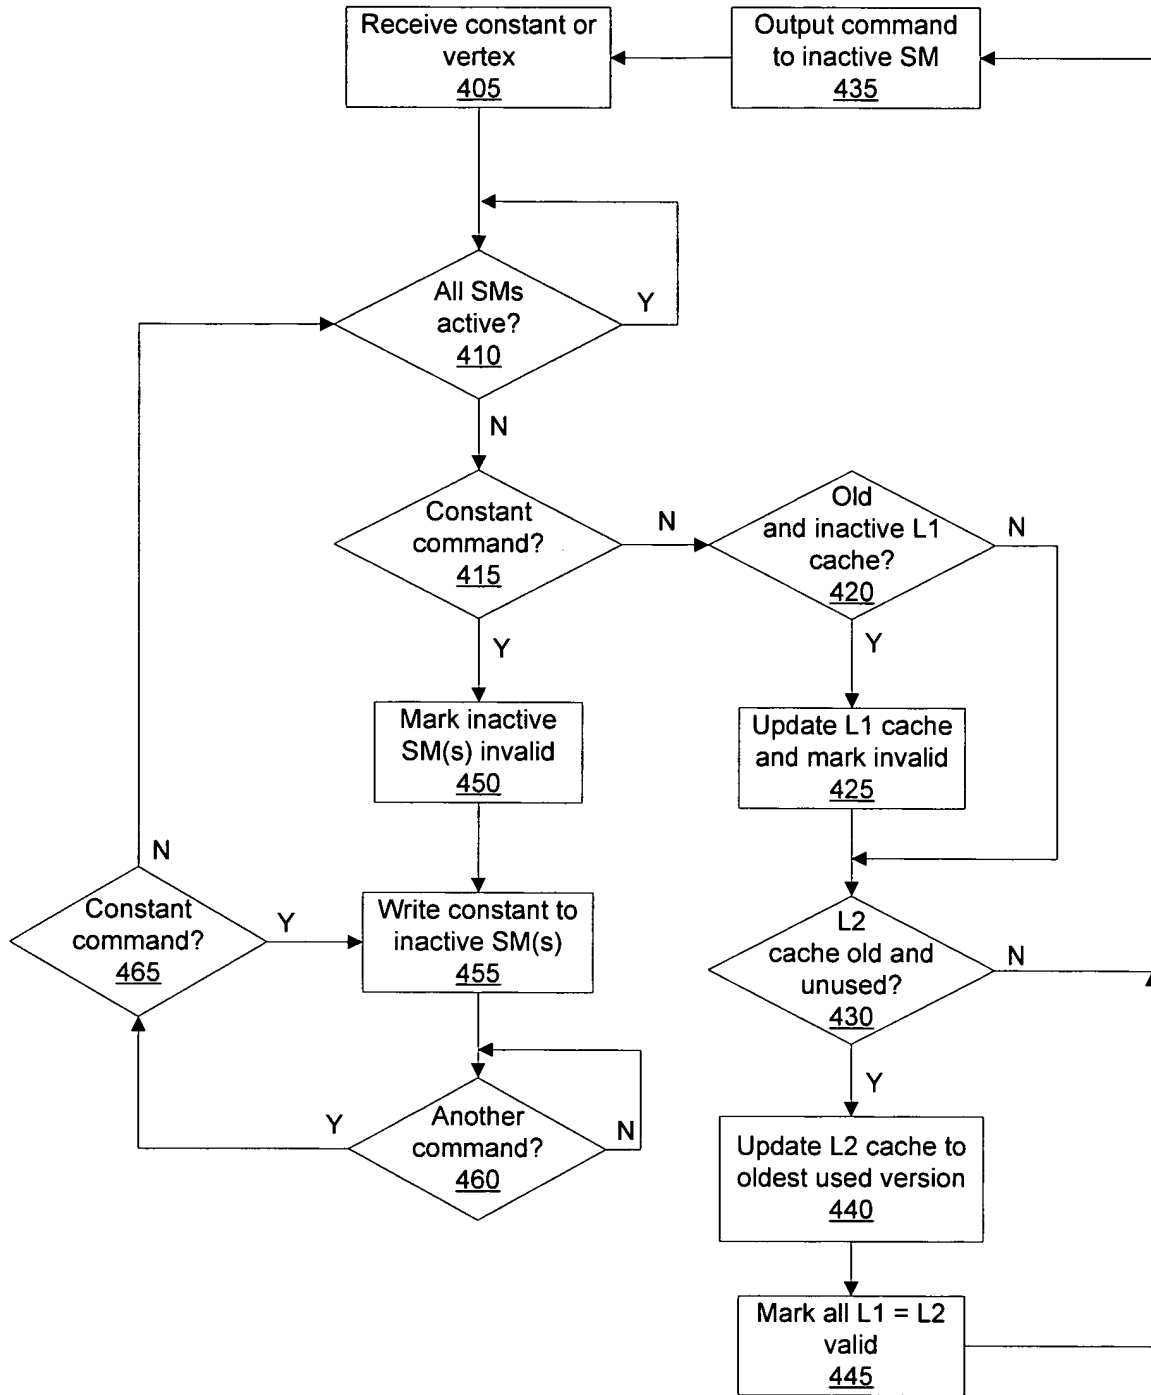 Receive constant or
vertex
405
Output command
to inactive SM
435
All SMs
active?
410
Y
N
Constant
command?
415
N
Old
and inactive L1
cache?
420
N
Y
Y
Mark inactive
SM(s) invalid
450
Update L1 cache
and mark invalid
425
N
Constant
command?
465
Y
Write constant to
inactive SM(s)
455
L2
cache old and
unused?
430
N
Y
Y
Another
command?
460
N
Update L2 cache to
oldest used version
440
Mark all L1 = L2
valid
445